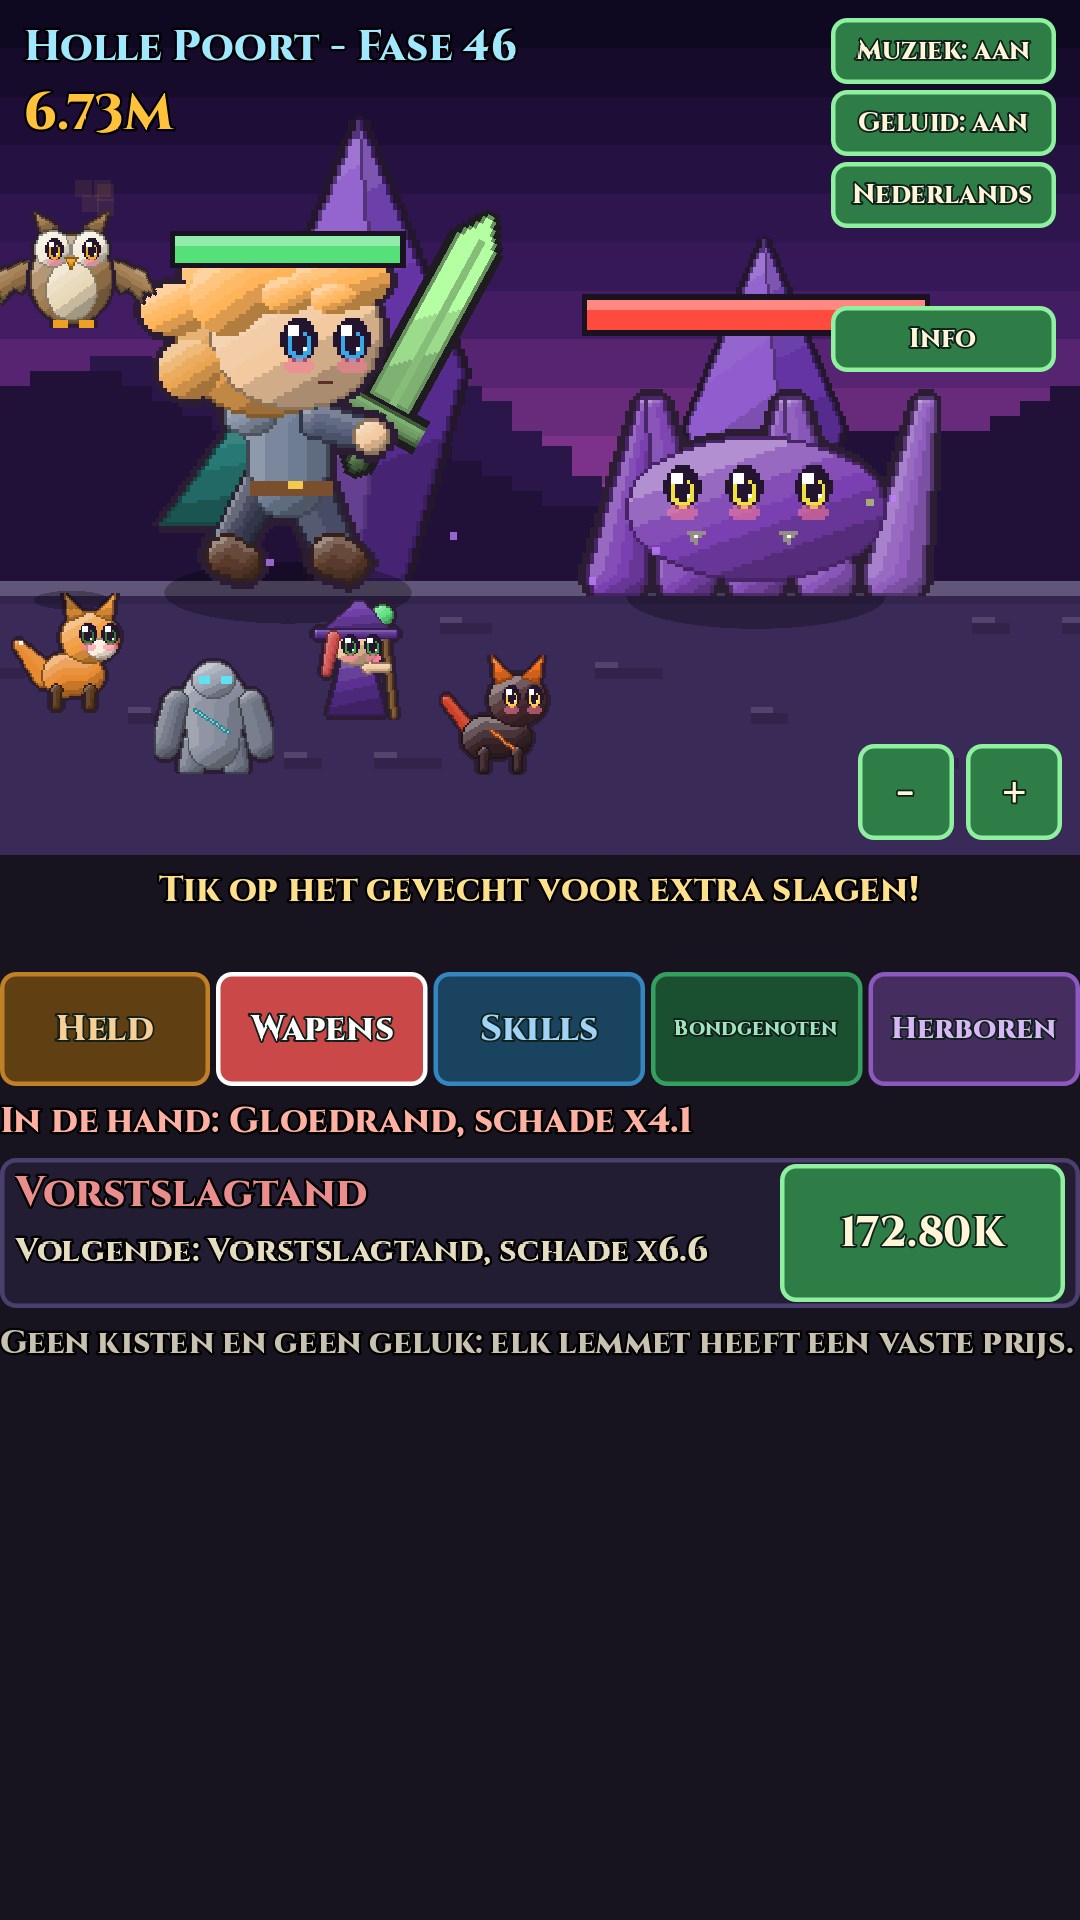 Holle Poort - Fase 46
6.73M
Muziek: aan
Geluid: aan
Nederlands
Info
-
+
Tik op het gevecht voor extra slagen!
Held
Wapens
Skills
Bondgenoten
Herboren
In de hand: Gloedrand, schade x4.1
Vorstslagtand
Volgende: Vorstslagtand, schade x6.6
172.80K
Geen kisten en geen geluk: elk lemmet heeft een vaste prijs.